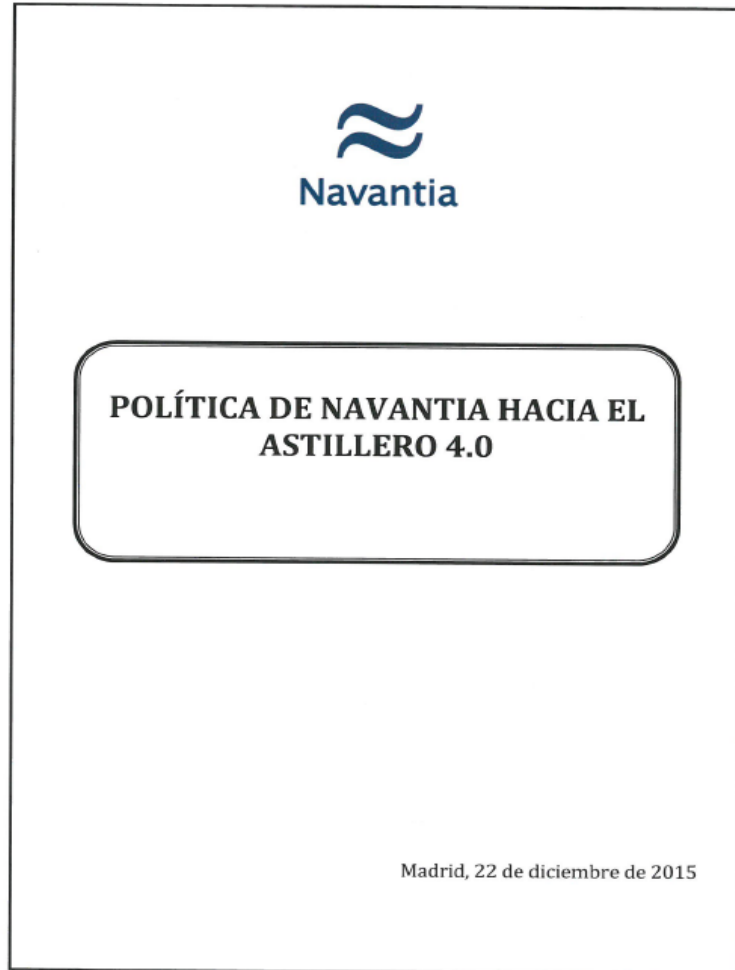 Navantia
POLÍTICA DE NAVANTIA HACIA EL
ASTILLERO 4.0
Madrid, 22 de diciembre de 2015